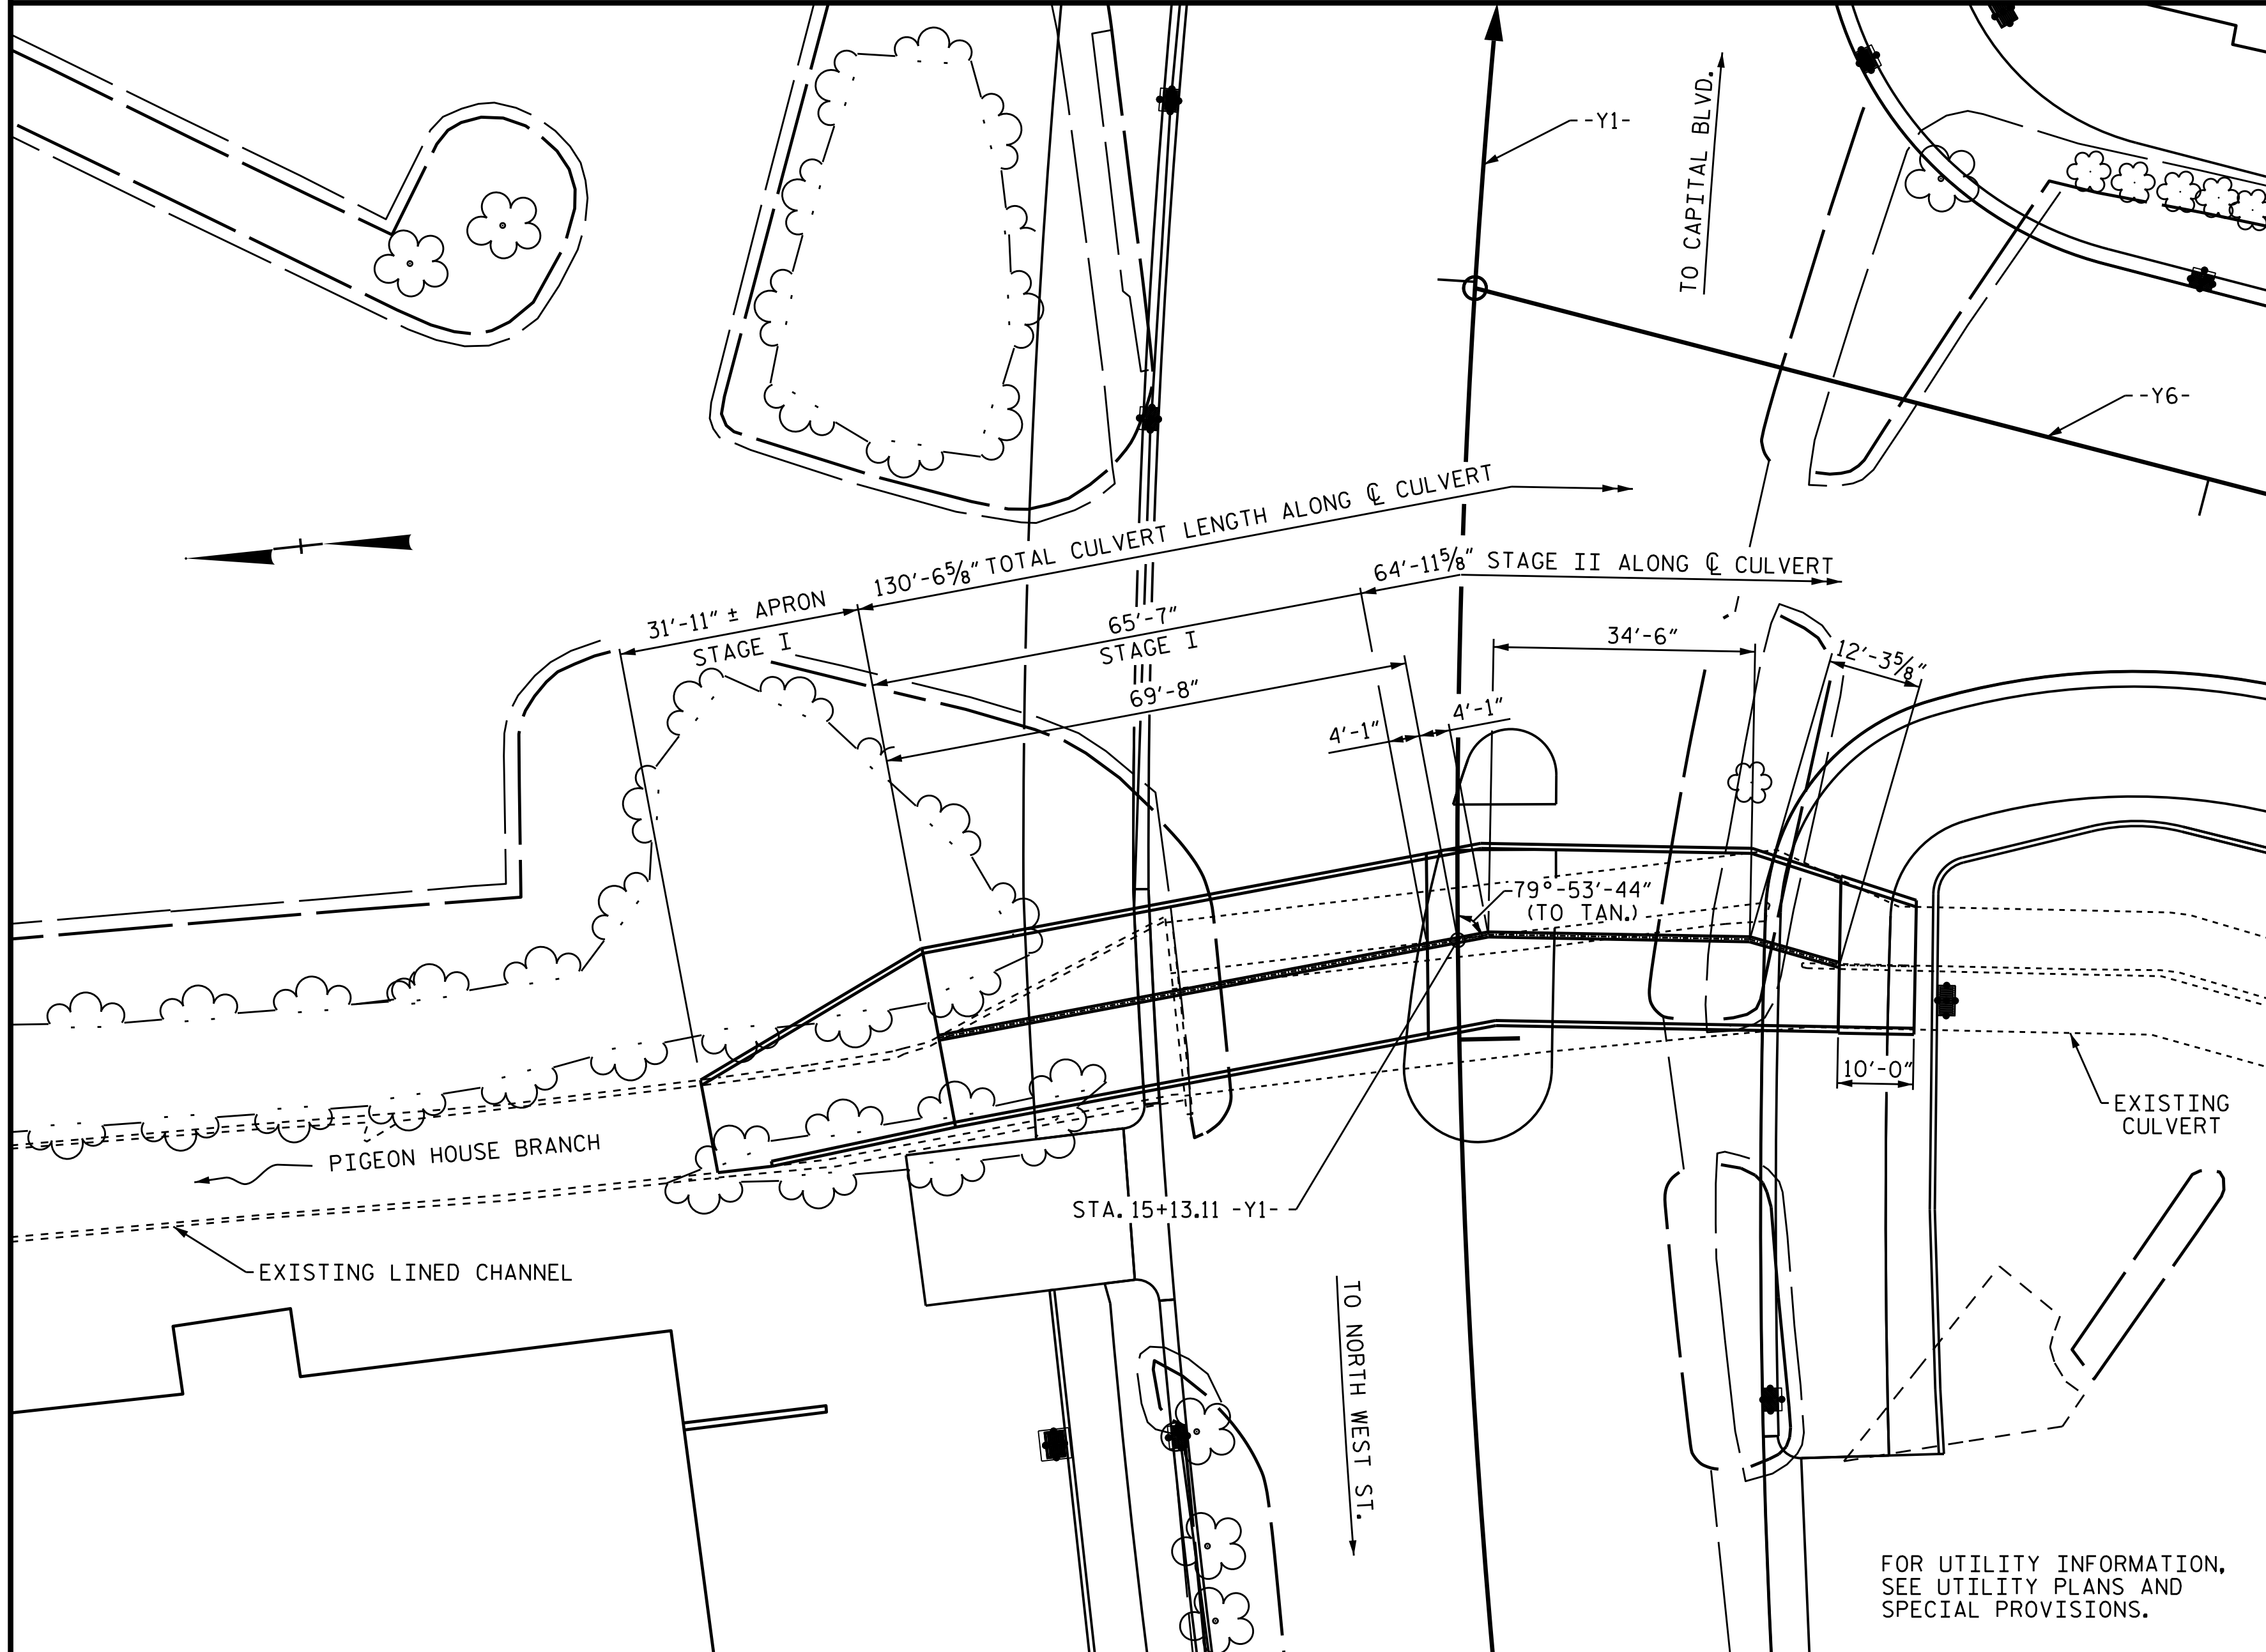 -Y1-
TO CAPITAL BLVD.
-Y6-
130'-6⅝" TOTAL CULVERT LENGTH ALONG ℄ CULVERT
64'-11⅝" STAGE II ALONG ℄ CULVERT
31'-11" ± APRON
STAGE I
65'-7"
STAGE I
69'-8"
34'-6"
12'-3⅝"
4'-1"
4'-1"
79°-53'-44"
(TO TAN.)
10'-0"
EXISTING
CULVERT
PIGEON HOUSE BRANCH
STA. 15+13.11 -Y1-
EXISTING LINED CHANNEL
TO NORTH WEST ST.
FOR UTILITY INFORMATION,
SEE UTILITY PLANS AND
SPECIAL PROVISIONS.